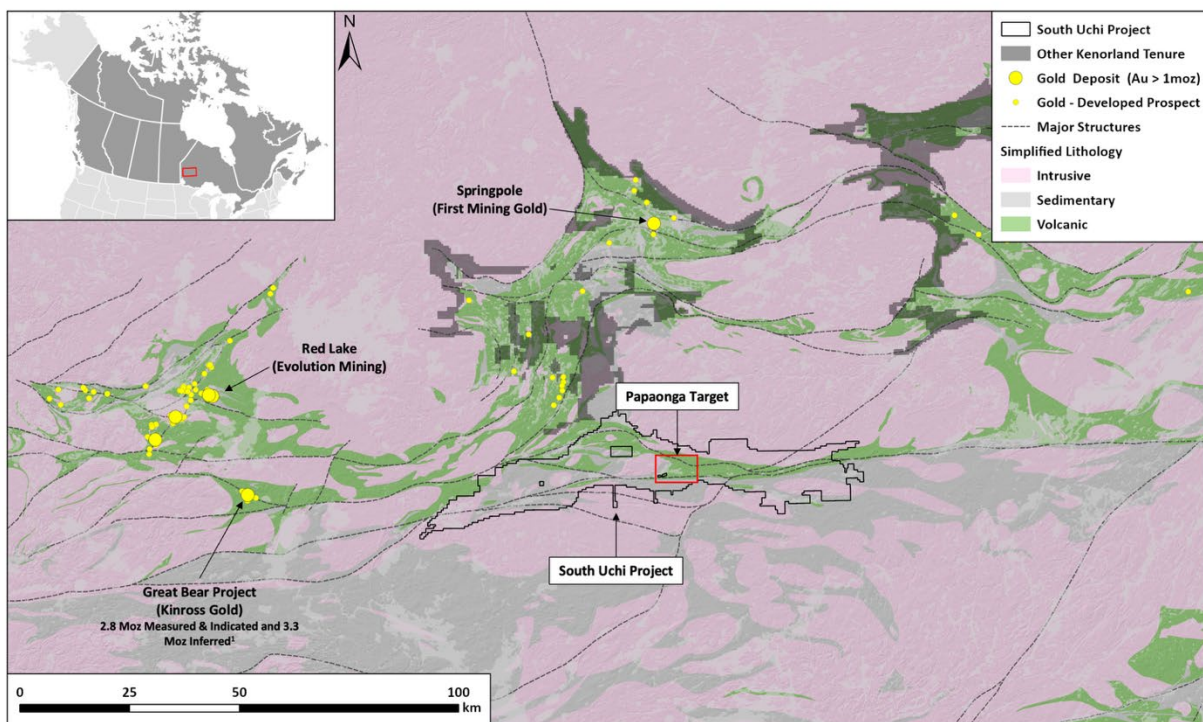 N
South Uchi Project
Other Kenorland Tenure
Gold Deposit (Au > 1moz)
Gold - Developed Prospect
Major Structures
Simplified Lithology
Intrusive
Sedimentary
Volcanic
Springpole
(First Mining Gold)
Red Lake
(Evolution Mining)
Papaonga Target
South Uchi Project
Great Bear Project
(Kinross Gold)
2.8 Moz Measured & Indicated and 3.3
Moz Inferred¹
0 25 50 100
km